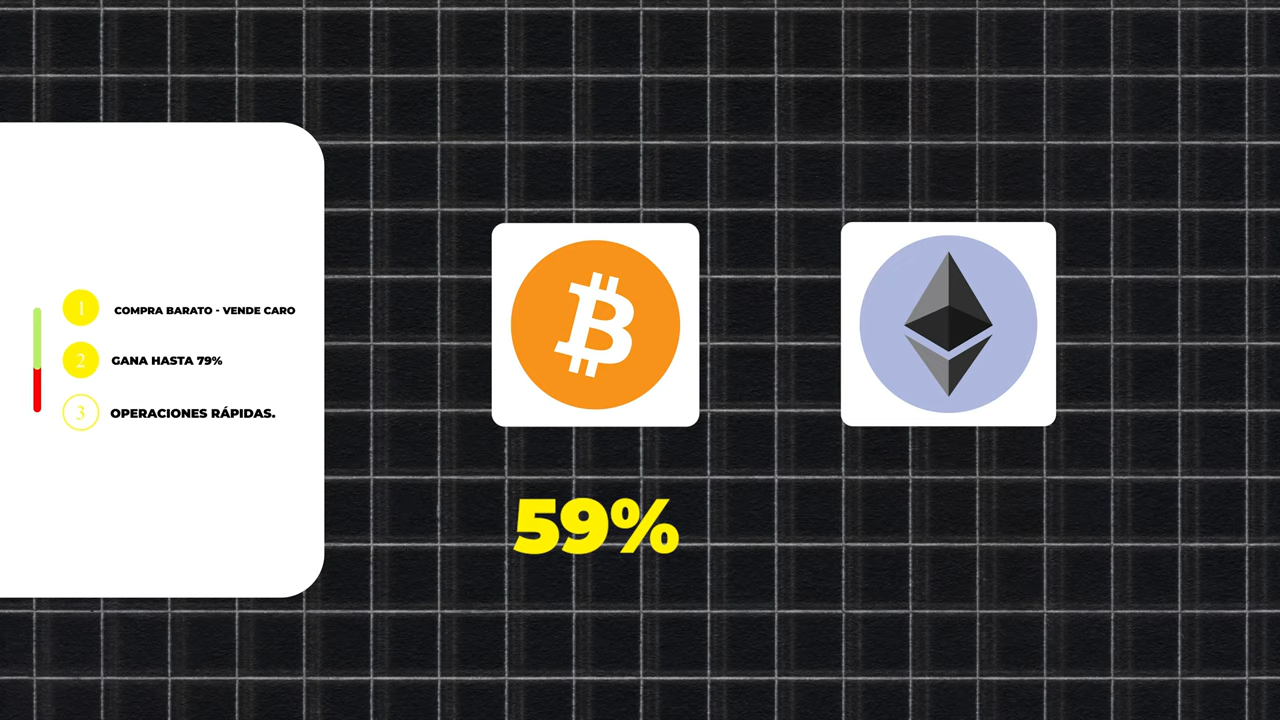 1 COMPRA BARATO - VENDE CARO
2 GANA HASTA 79%
3 OPERACIONES RÁPIDAS.
59%